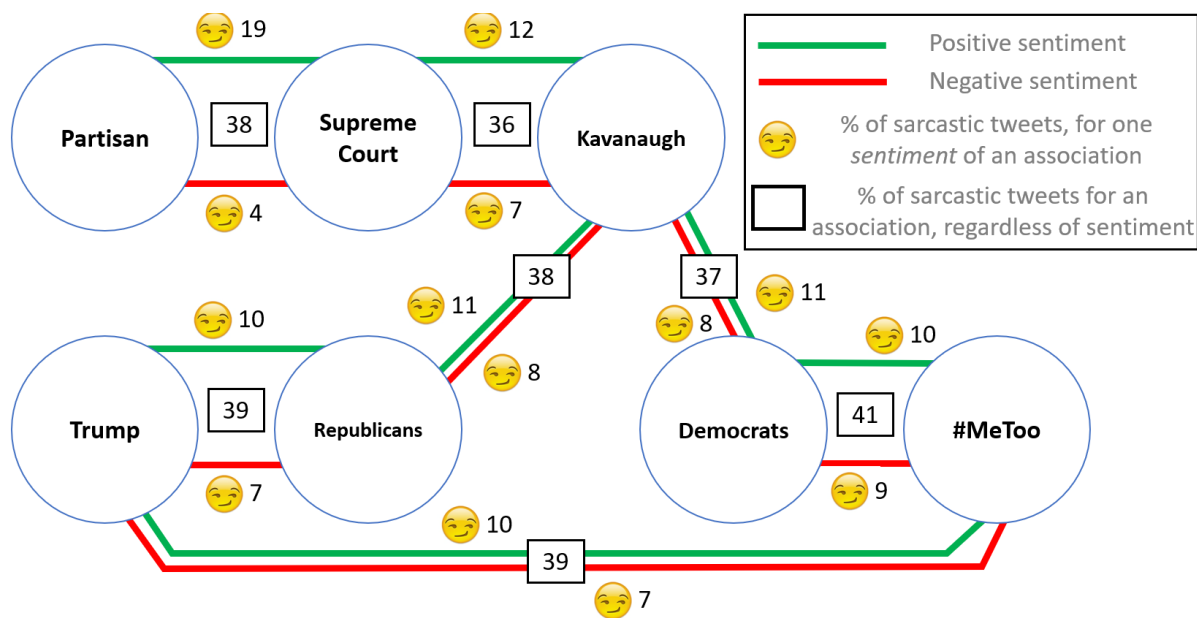 19
12
Positive sentiment
Negative sentiment
% of sarcastic tweets, for one
sentiment of an association
% of sarcastic tweets for an
association, regardless of sentiment
Partisan
38
Supreme
Court
36
Kavanaugh
4
7
38
37
11
11
10
8
10
8
Trump
39
Republicans
Democrats
41
#MeToo
7
9
10
39
7